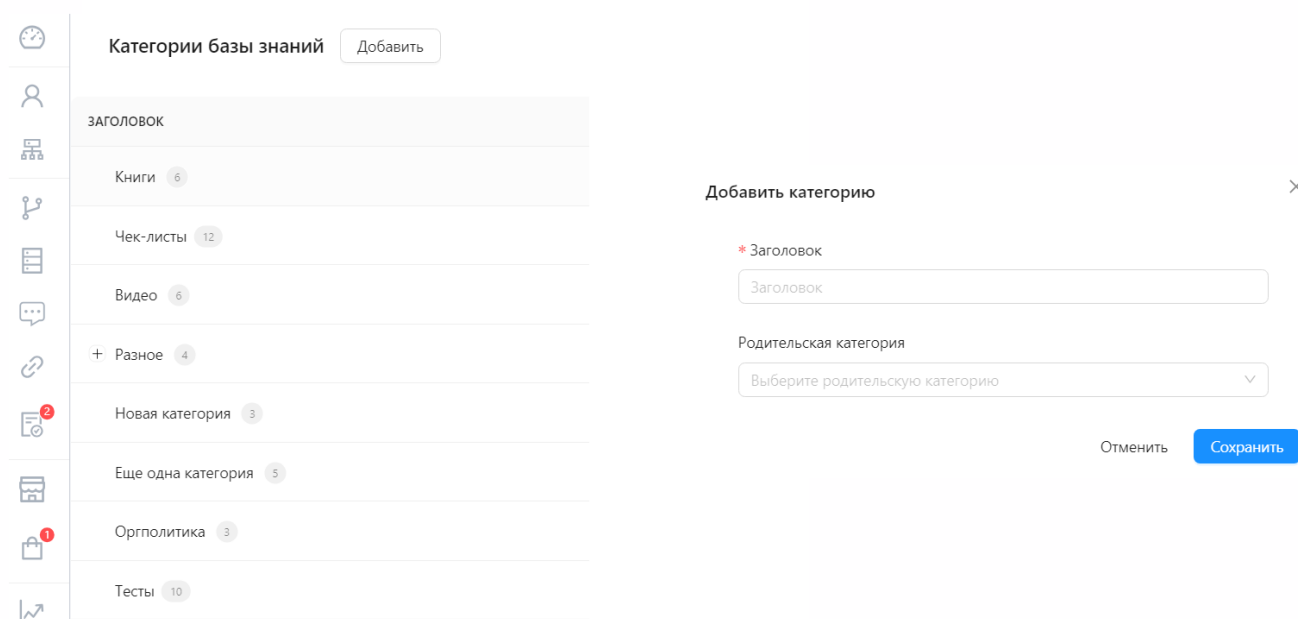 Категории базы знаний
Добавить
ЗАГОЛОВОК
Книги 6
Чек-листы 12
Видео 6
Разное 4
Новая категория 3
Еще одна категория 5
Оргполитика 3
Тесты 10
2
1
Добавить категорию
* Заголовок
Заголовок
Родительская категория
Выберите родительскую категорию
Отменить
Сохранить